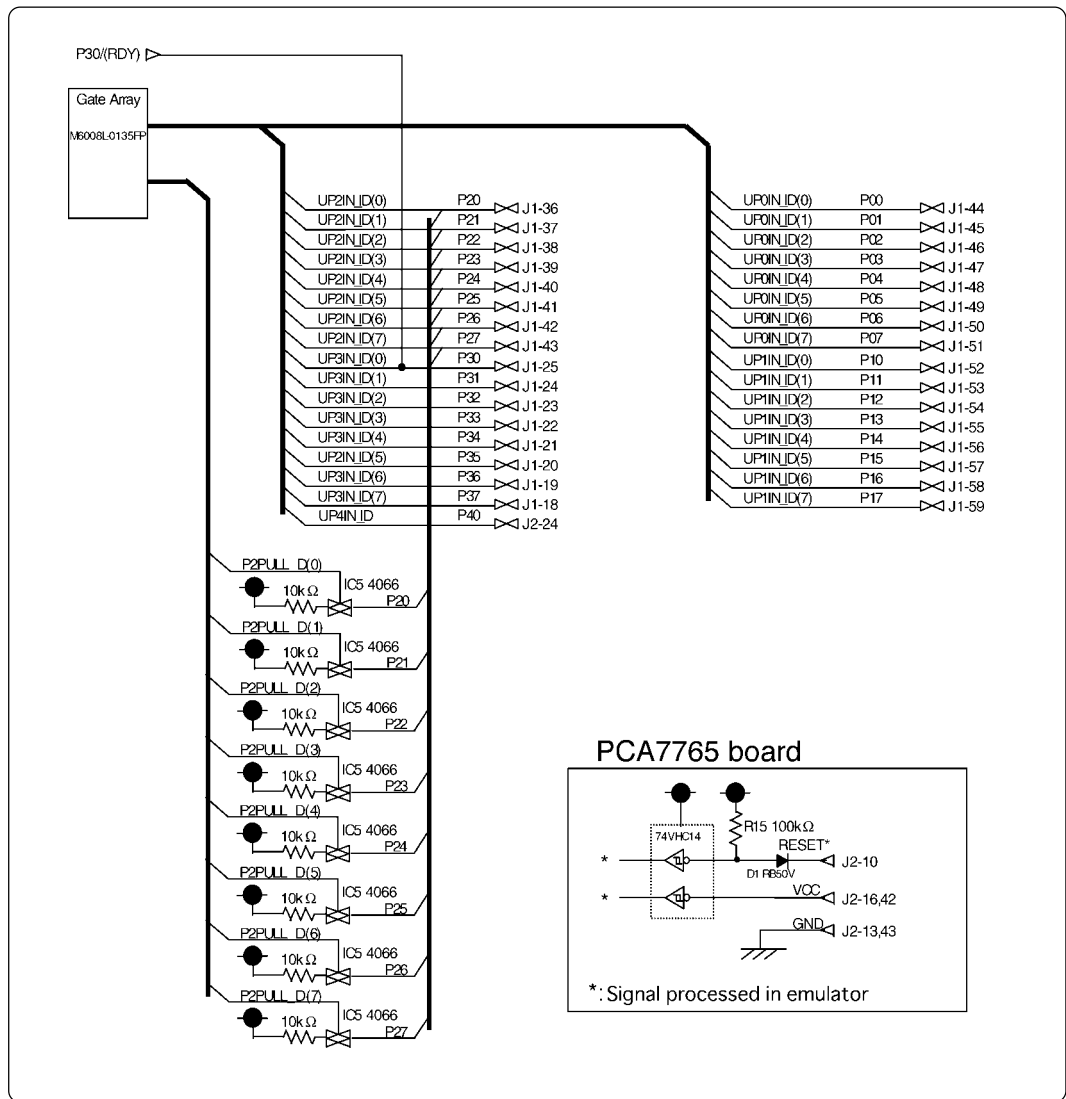 P30/(RDY)
Gate Array
M6008L-0135FP
UP2IN_ID(0) P20 J1-36
UP2IN_ID(1) P21 J1-37
UP2IN_ID(2) P22 J1-38
UP2IN_ID(3) P23 J1-39
UP2IN_ID(4) P24 J1-40
UP2IN_ID(5) P25 J1-41
UP2IN_ID(6) P26 J1-42
UP2IN_ID(7) P27 J1-43
UP3IN_ID(0) P30 J1-25
UP3IN_ID(1) P31 J1-24
UP3IN_ID(2) P32 J1-23
UP3IN_ID(3) P33 J1-22
UP3IN_ID(4) P34 J1-21
UP2IN_ID(5) P35 J1-20
UP3IN_ID(6) P36 J1-19
UP3IN_ID(7) P37 J1-18
UP4IN_ID P40 J2-24
UP0IN_ID(0) P00 J1-44
UP0IN_ID(1) P01 J1-45
UP0IN_ID(2) P02 J1-46
UP0IN_ID(3) P03 J1-47
UP0IN_ID(4) P04 J1-48
UP0IN_ID(5) P05 J1-49
UP0IN_ID(6) P06 J1-50
UP0IN_ID(7) P07 J1-51
UP1IN_ID(0) P10 J1-52
UP1IN_ID(1) P11 J1-53
UP1IN_ID(2) P12 J1-54
UP1IN_ID(3) P13 J1-55
UP1IN_ID(4) P14 J1-56
UP1IN_ID(5) P15 J1-57
UP1IN_ID(6) P16 J1-58
UP1IN_ID(7) P17 J1-59
P2PULL_D(0)
10kΩ IC5 4066
P20
P2PULL_D(1)
10kΩ IC5 4066
P21
P2PULL_D(2)
10kΩ IC5 4066
P22
P2PULL_D(3)
10kΩ IC5 4066
P23
P2PULL_D(4)
10kΩ IC5 4066
P24
P2PULL_D(5)
10kΩ IC5 4066
P25
P2PULL_D(6)
10kΩ IC5 4066
P26
P2PULL_D(7)
10kΩ IC5 4066
P27
PCA7765 board
R15 100kΩ
74VHC14
RESET*
* J2-10
D1 RB50V
VCC
* J2-16,42
GND
J2-13,43
*: Signal processed in emulator